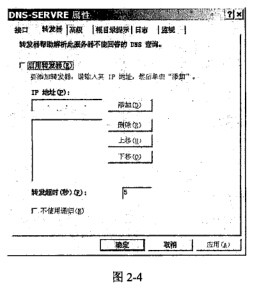 DNS-SERVRE 属性
接口 转发器 高级 根目录提示 日志 监视
转发器帮助解析此服务器不能回答的 DNS 查询。
启用转发器(E)
要添加转发器，请输入其 IP 地址，然后单击“添加”。
IP 地址(P):
添加(D)
删除(R)
上移(U)
下移(O)
转发超时(秒)(F):
5
不使用递归(N)
确定 取消 应用(A)
图 2-4